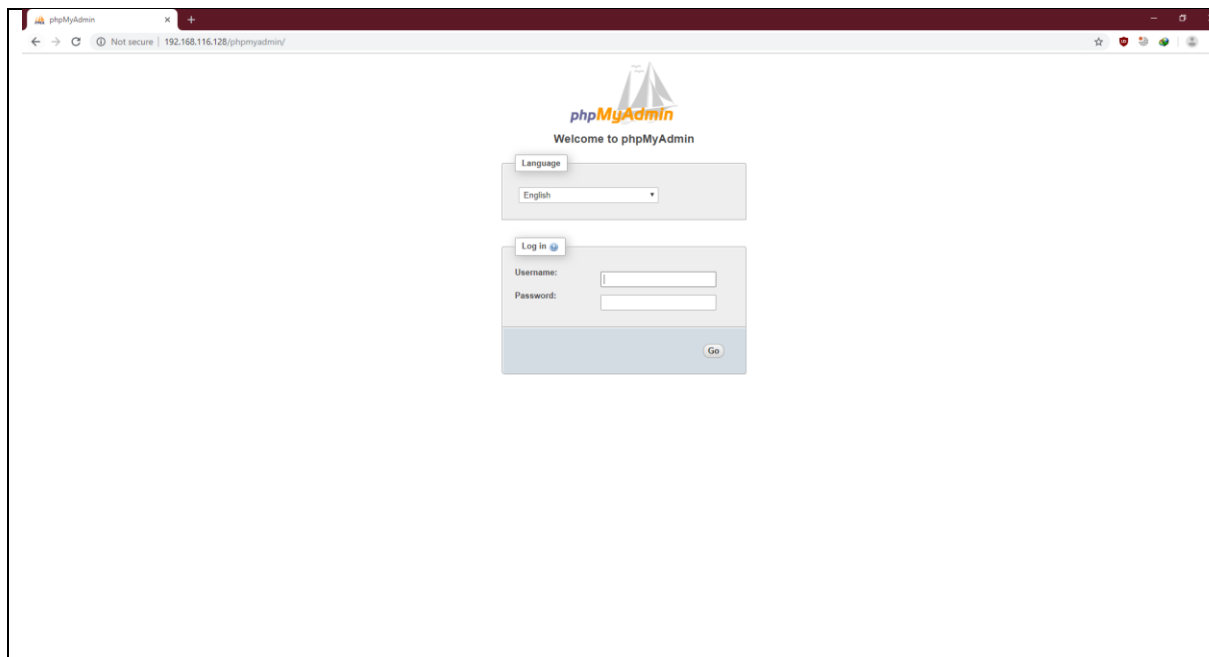 phpMyAdmin
Not secure | 192.168.116.128/phpmyadmin/
phpMyAdmin
Welcome to phpMyAdmin
Language
English
Log in
Username:
Password:
Go